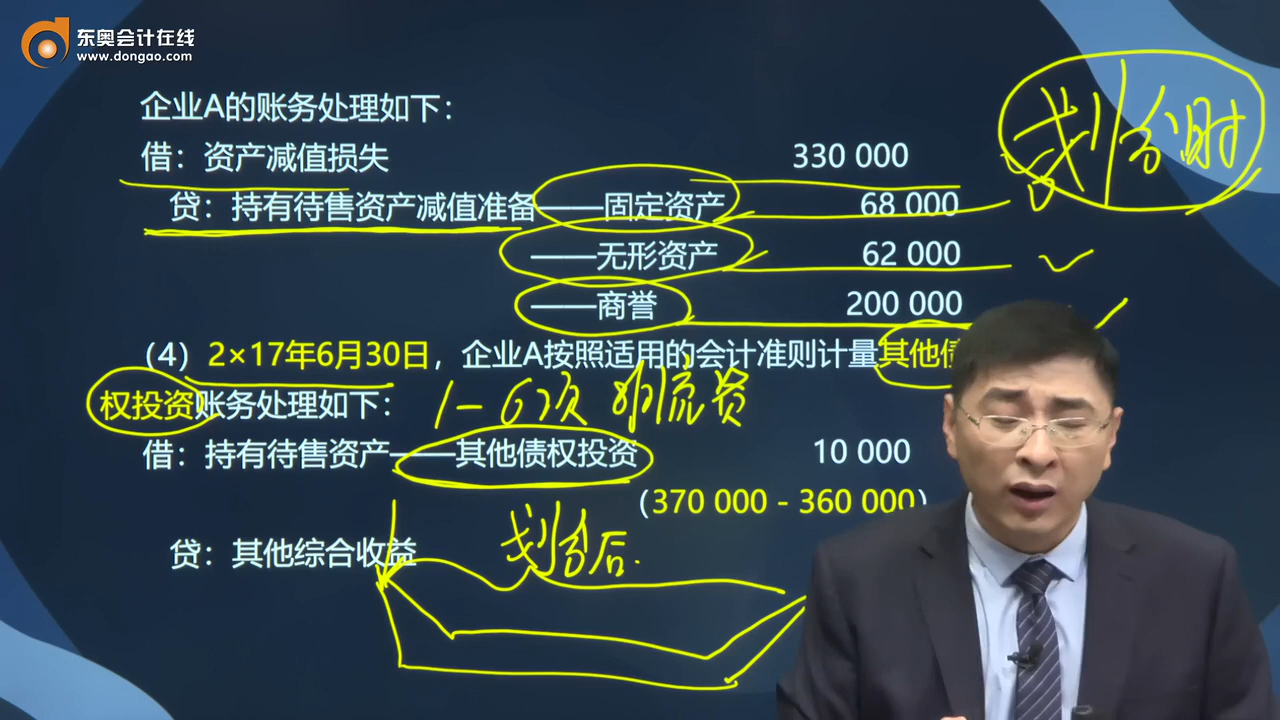 东奥会计在线
www.dongao.com
企业A的账务处理如下：
借：资产减值损失 330 000
贷：持有待售资产减值准备——固定资产 68 000
——无形资产 62 000
——商誉 200 000
（4）2×17年6月30日，企业A按照适用的会计准则计量其他债
权投资账务处理如下：
借：持有待售资产——其他债权投资 10 000
（370 000 - 360 000）
贷：其他综合收益
划分时
划分后